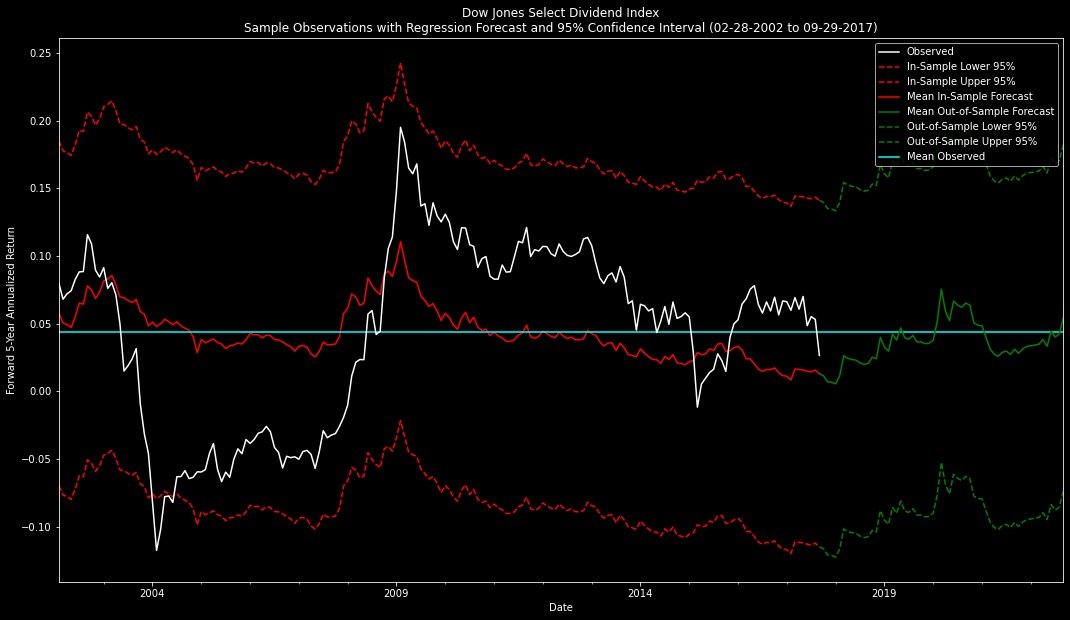 Dow Jones Select Dividend Index
Sample Observations with Regression Forecast and 95% Confidence Interval (02-28-2002 to 09-29-2017)
Observed
In-Sample Lower 95%
In-Sample Upper 95%
Mean In-Sample Forecast
Mean Out-of-Sample Forecast
Out-of-Sample Lower 95%
Out-of-Sample Upper 95%
Mean Observed
Forward 5-Year Annualized Return
0.25
0.20
0.15
0.10
0.05
0.00
−0.05
−0.10
2004
2009
2014
2019
Date